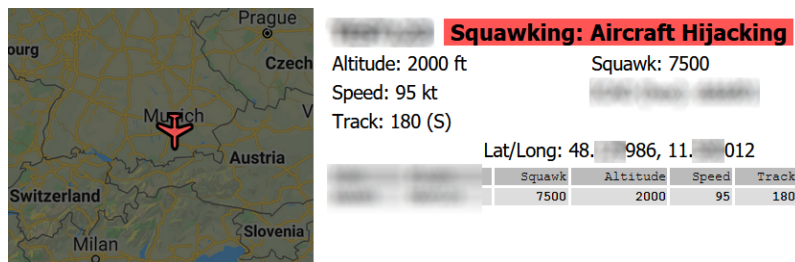 Prague
ourg
Czech
Munich
V
Austria
Switzerland
Slovenia
Milan
Squawking: Aircraft Hijacking
Altitude: 2000 ft
Squawk: 7500
Speed: 95 kt
Track: 180 (S)
Lat/Long: 48. 986, 11. 012
Squawk Altitude Speed Track
7500 2000 95 180